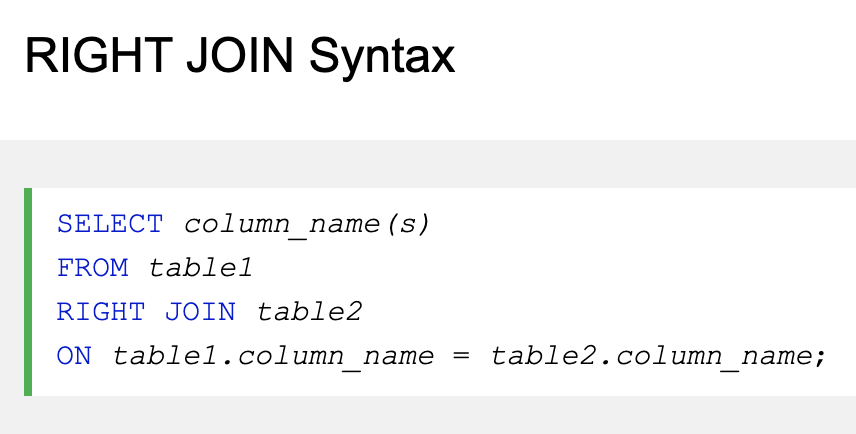 RIGHT JOIN Syntax
SELECT column_name(s)
FROM table1
RIGHT JOIN table2
ON table1.column_name = table2.column_name;